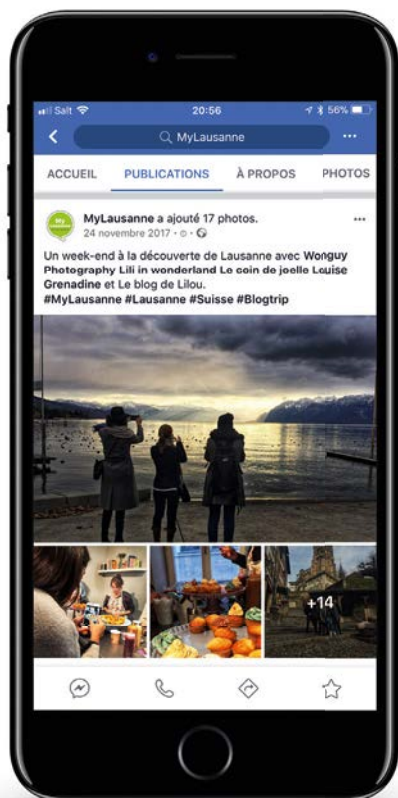 Salt
20:56
56%
MyLausanne
ACCUEIL
PUBLICATIONS
À PROPOS
PHOTOS
My
MyLausanne a ajouté 17 photos.
24 novembre 2017
Un week-end à la découverte de Lausanne avec Wonguy
Photography Lili in wonderland Le coin de joelle Louise
Grenadine et Le blog de Lilou.
#MyLausanne #Lausanne #Suisse #Blogtrip
+14